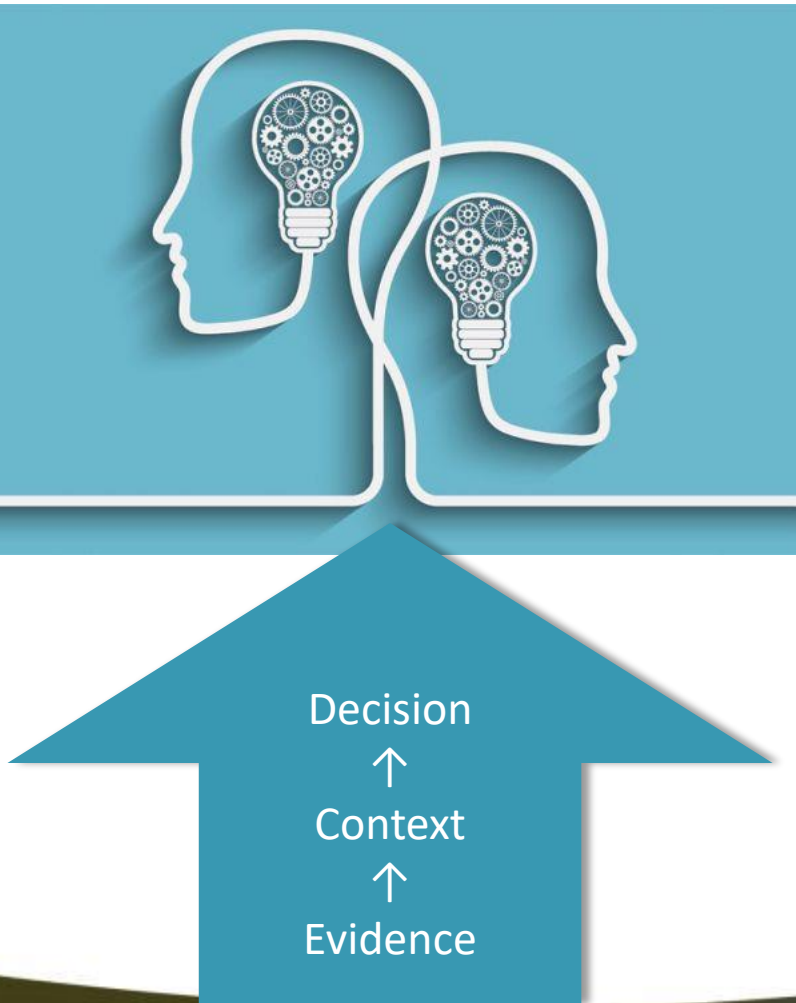 Decision
↑
Context
↑
Evidence